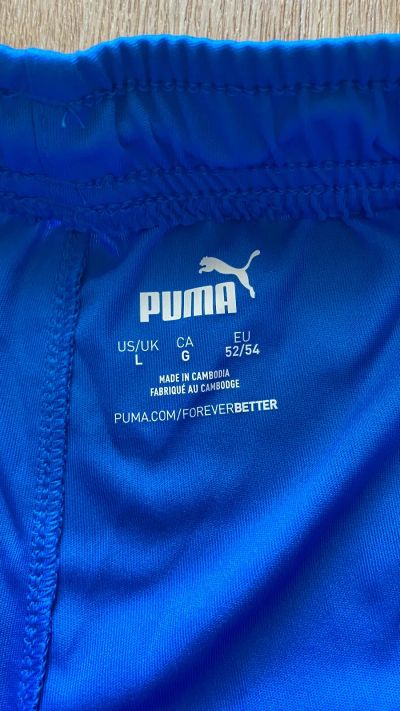 PUMA
US/UK CA EU
L G 52/54
MADE IN CAMBODIA
FABRIQUÉ AU CAMBODGE
PUMA.COM/FOREVERBETTER